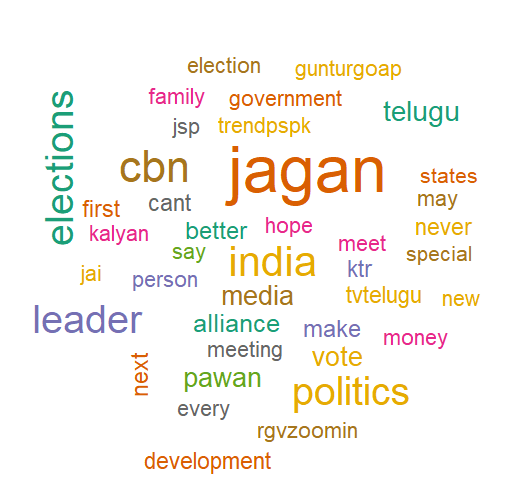 election
gunturgoap
family
government
telugu
elections
jsp
trendpspk
cbn
jagan
states
may
first
cant
never
kalyan
better
hope
say
meet
special
india
ktr
jai
person
media
tvtelugu
new
leader
alliance
make
money
meeting
vote
next
pawan
politics
every
rgvzoomin
development